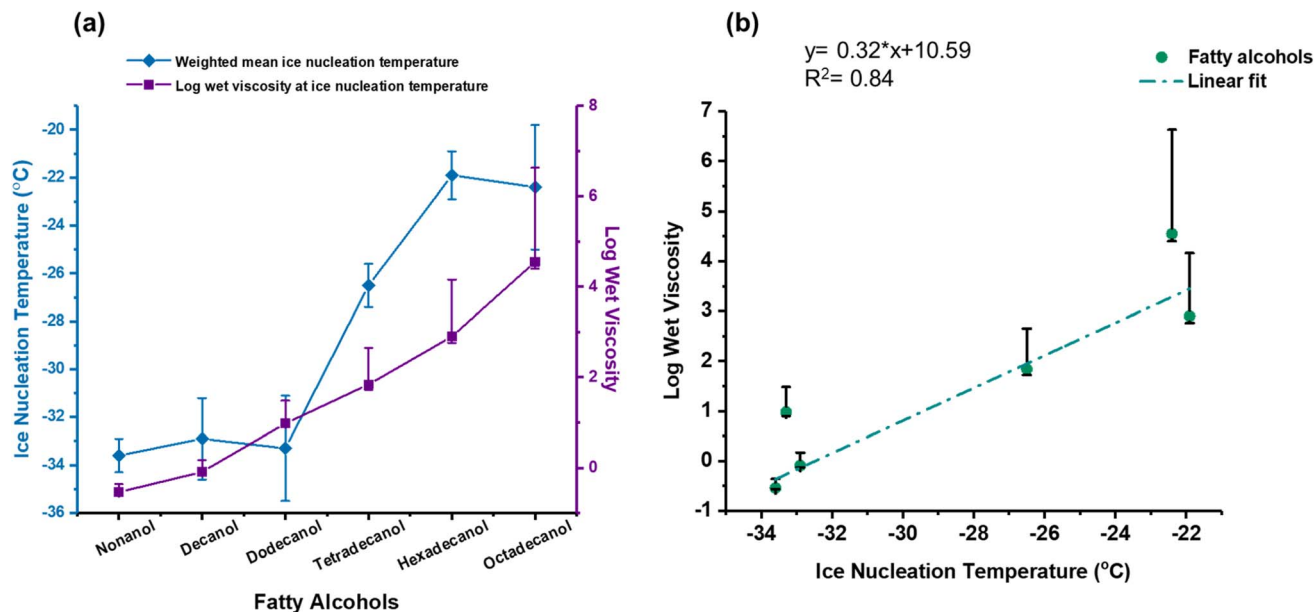 (a)
Weighted mean ice nucleation temperature
Log wet viscosity at ice nucleation temperature
Ice Nucleation Temperature (°C)
-20
-22
-24
-26
-28
-30
-32
-34
-36
8
6
4
2
0
Log Wet Viscosity
Nonanol
Decanol
Dodecanol
Tetradecanol
Hexadecanol
Octadecanol
Fatty Alcohols
(b)
y= 0.32*x+10.59
R²= 0.84
Fatty alcohols
Linear fit
Log Wet Viscosity
7
6
5
4
3
2
1
0
-1
-34
-32
-30
-28
-26
-24
-22
Ice Nucleation Temperature (°C)